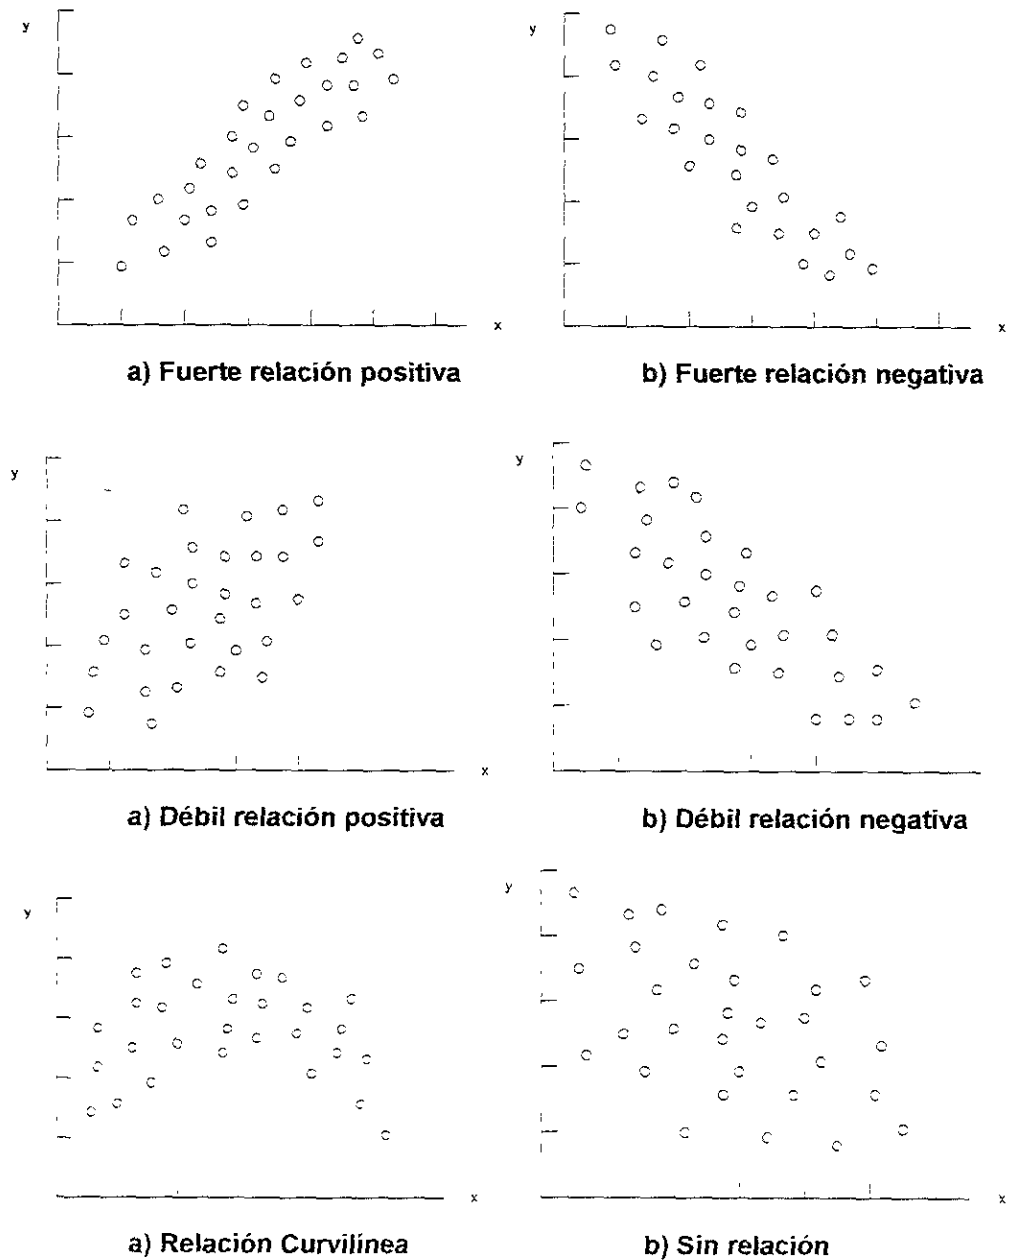 y
x
a) Fuerte relación positiva
y
x
b) Fuerte relación negativa
y
x
a) Débil relación positiva
y
b) Débil relación negativa
y
x
a) Relación Curvilínea
y
x
b) Sin relación